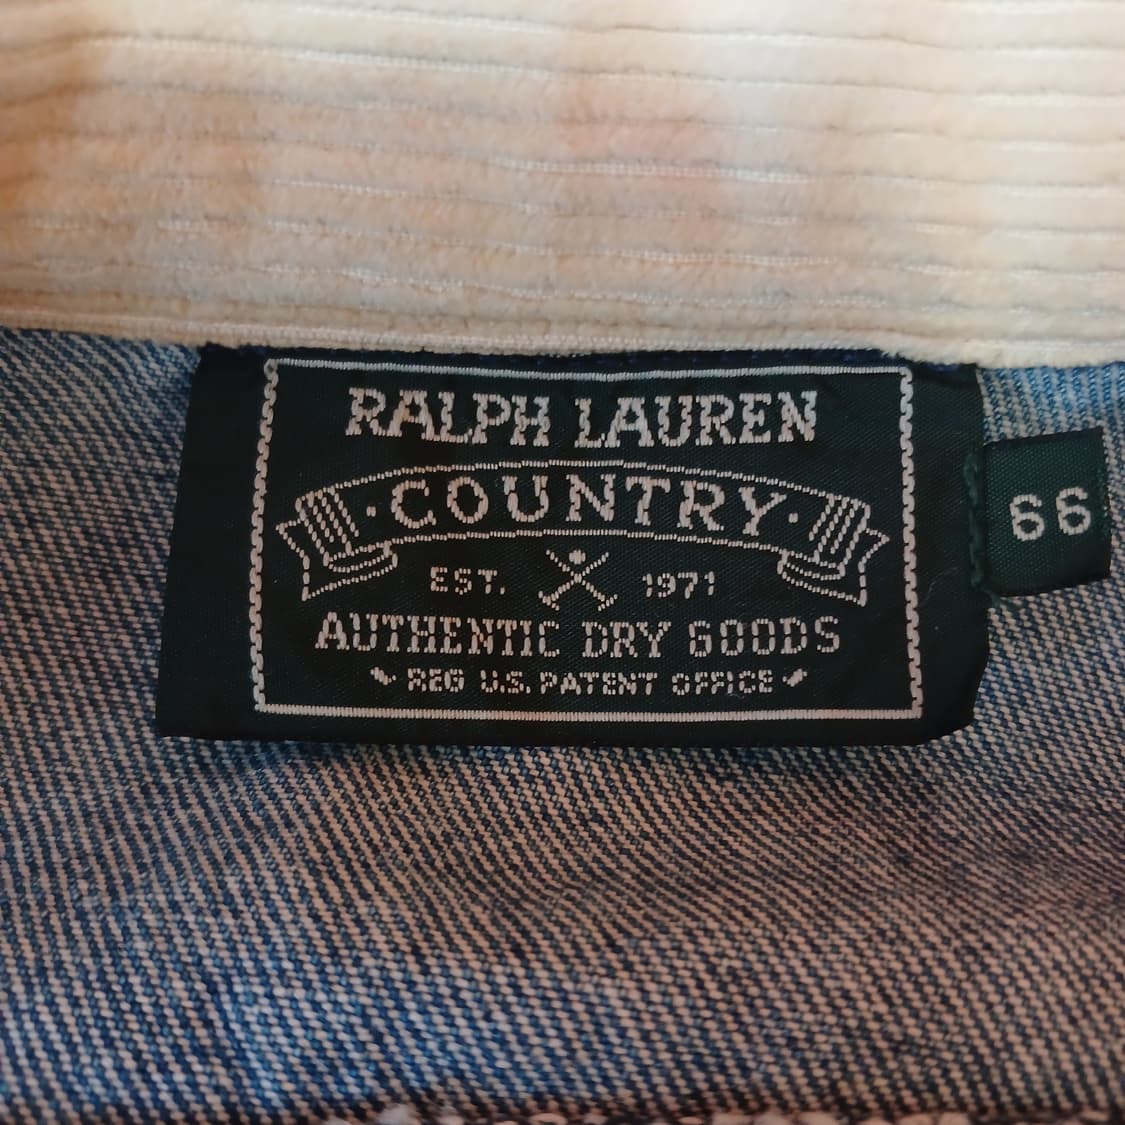 RALPH LAUREN
·COUNTRY·
EST. 1971
AUTHENTIC DRY GOODS
REG U.S. PATENT OFFICE
66